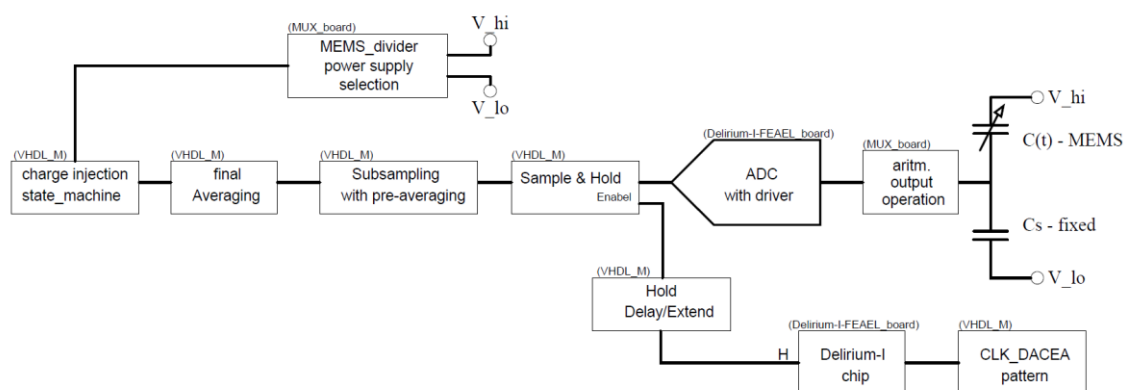 (MUX_board)
MEMS_divider
power supply
selection
V_hi
V_lo
(VHDL_M)
charge injection
state_machine
(VHDL_M)
final
Averaging
(VHDL_M)
Subsampling
with pre-averaging
(VHDL_M)
Sample & Hold
Enabel
(Delirium-I-FEAEL_board)
ADC
with driver
(MUX_board)
aritm.
output
operation
V_hi
C(t) - MEMS
Cs - fixed
V_lo
(VHDL_M)
Hold
Delay/Extend
H
(Delirium-I-FEAEL_board)
Delirium-I
chip
(VHDL_M)
CLK_DACEA
pattern